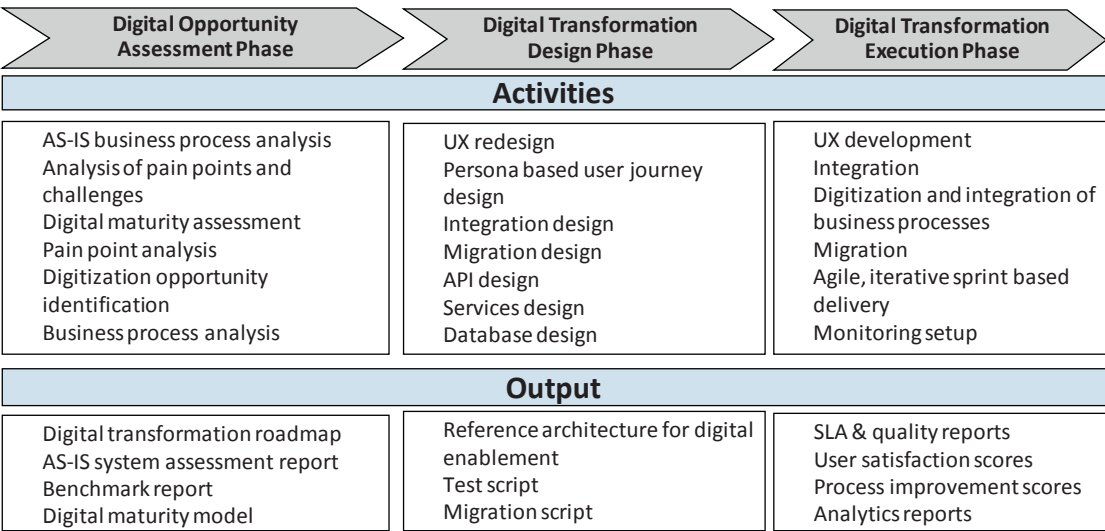 Digital Opportunity
Assessment Phase
Digital Transformation
Design Phase
Digital Transformation
Execution Phase
Activities
AS-IS business process analysis
Analysis of pain points and
challenges
Digital maturity assessment
Pain point analysis
Digitization opportunity
identification
Business process analysis
UX redesign
Persona based user journey
design
Integration design
Migration design
API design
Services design
Database design
UX development
Integration
Digitization and integration of
business processes
Migration
Agile, iterative sprint based
delivery
Monitoring setup
Output
Digital transformation roadmap
AS-IS system assessment report
Benchmark report
Digital maturity model
Reference architecture for digital
enablement
Test script
Migration script
SLA & quality reports
User satisfaction scores
Process improvement scores
Analytics reports